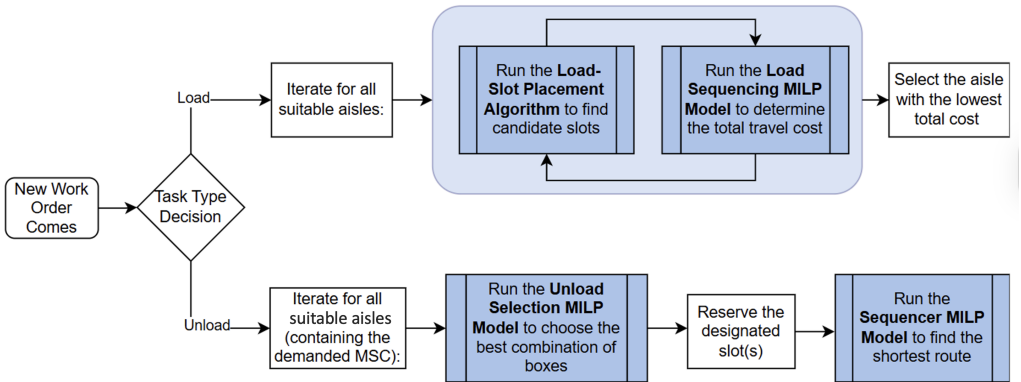 New Work
Order
Comes
Task Type
Decision
Load
Iterate for all
suitable aisles:
Run the Load-
Slot Placement
Algorithm to find
candidate slots
Run the Load
Sequencing MILP
Model to determine
the total travel cost
Select the aisle
with the lowest
total cost
Unload
Iterate for all
suitable aisles
(containing the
demanded MSC):
Run the Unload
Selection MILP
Model to choose the
best combination of
boxes
Reserve the
designated
slot(s)
Run the
Sequencer MILP
Model to find the
shortest route